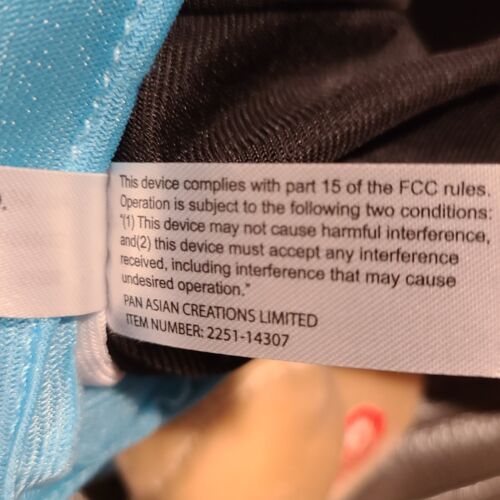 This device complies with part 15 of the FCC rules.
Operation is subject to the following two conditions:
"(1) This device may not cause harmful interference,
and(2) this device must accept any interference
received, including interference that may cause
undesired operation."
PAN ASIAN CREATIONS LIMITED
ITEM NUMBER: 2251-14307